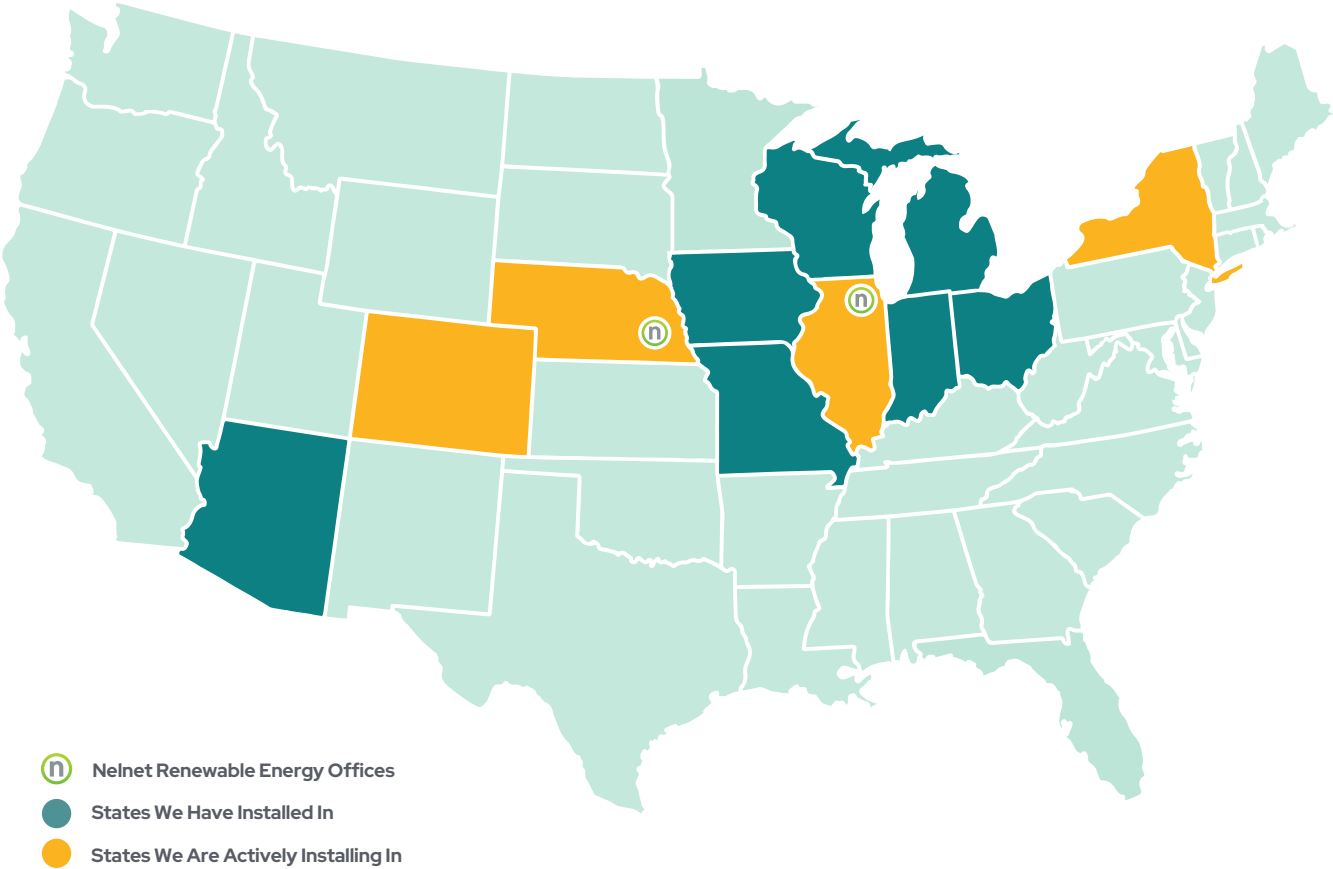 n
n
n Nelnet Renewable Energy Offices
States We Have Installed In
States We Are Actively Installing In